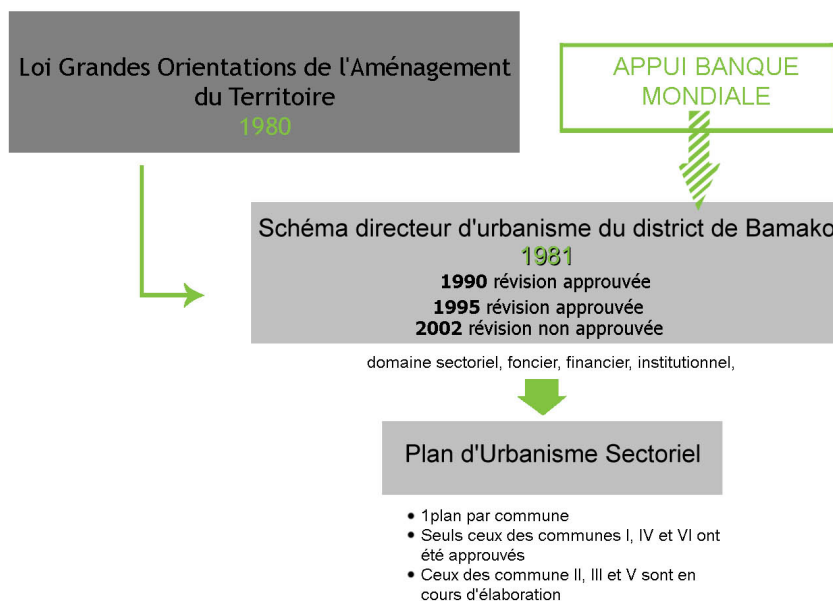 Loi Grandes Orientations de l'Aménagement
du Territoire
1980
APPUI BANQUE
MONDIALE
Schéma directeur d'urbanisme du district de Bamako
1981
1990 révision approuvée
1995 révision approuvée
2002 révision non approuvée
domaine sectoriel, foncier, financier, institutionnel,
Plan d'Urbanisme Sectoriel
• 1plan par commune
• Seuls ceux des communes I, IV et VI ont
été approuvés
• Ceux des commune II, III et V sont en
cours d'élaboration